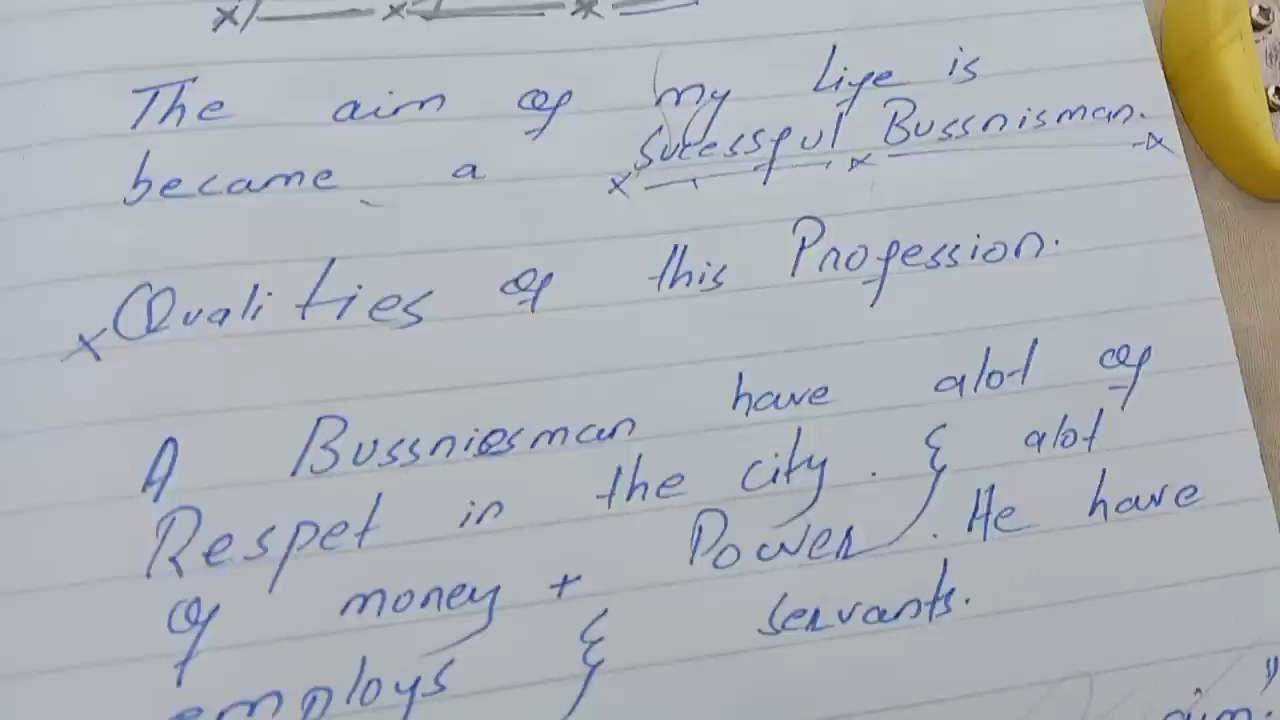 The aim of my life is
became a Sucessful Bussnisman.
Qualities of this Profession.
A Bussniesman have alot of
Respet in the city. & alot
of money + Power. He have
employs & servants.
aim."